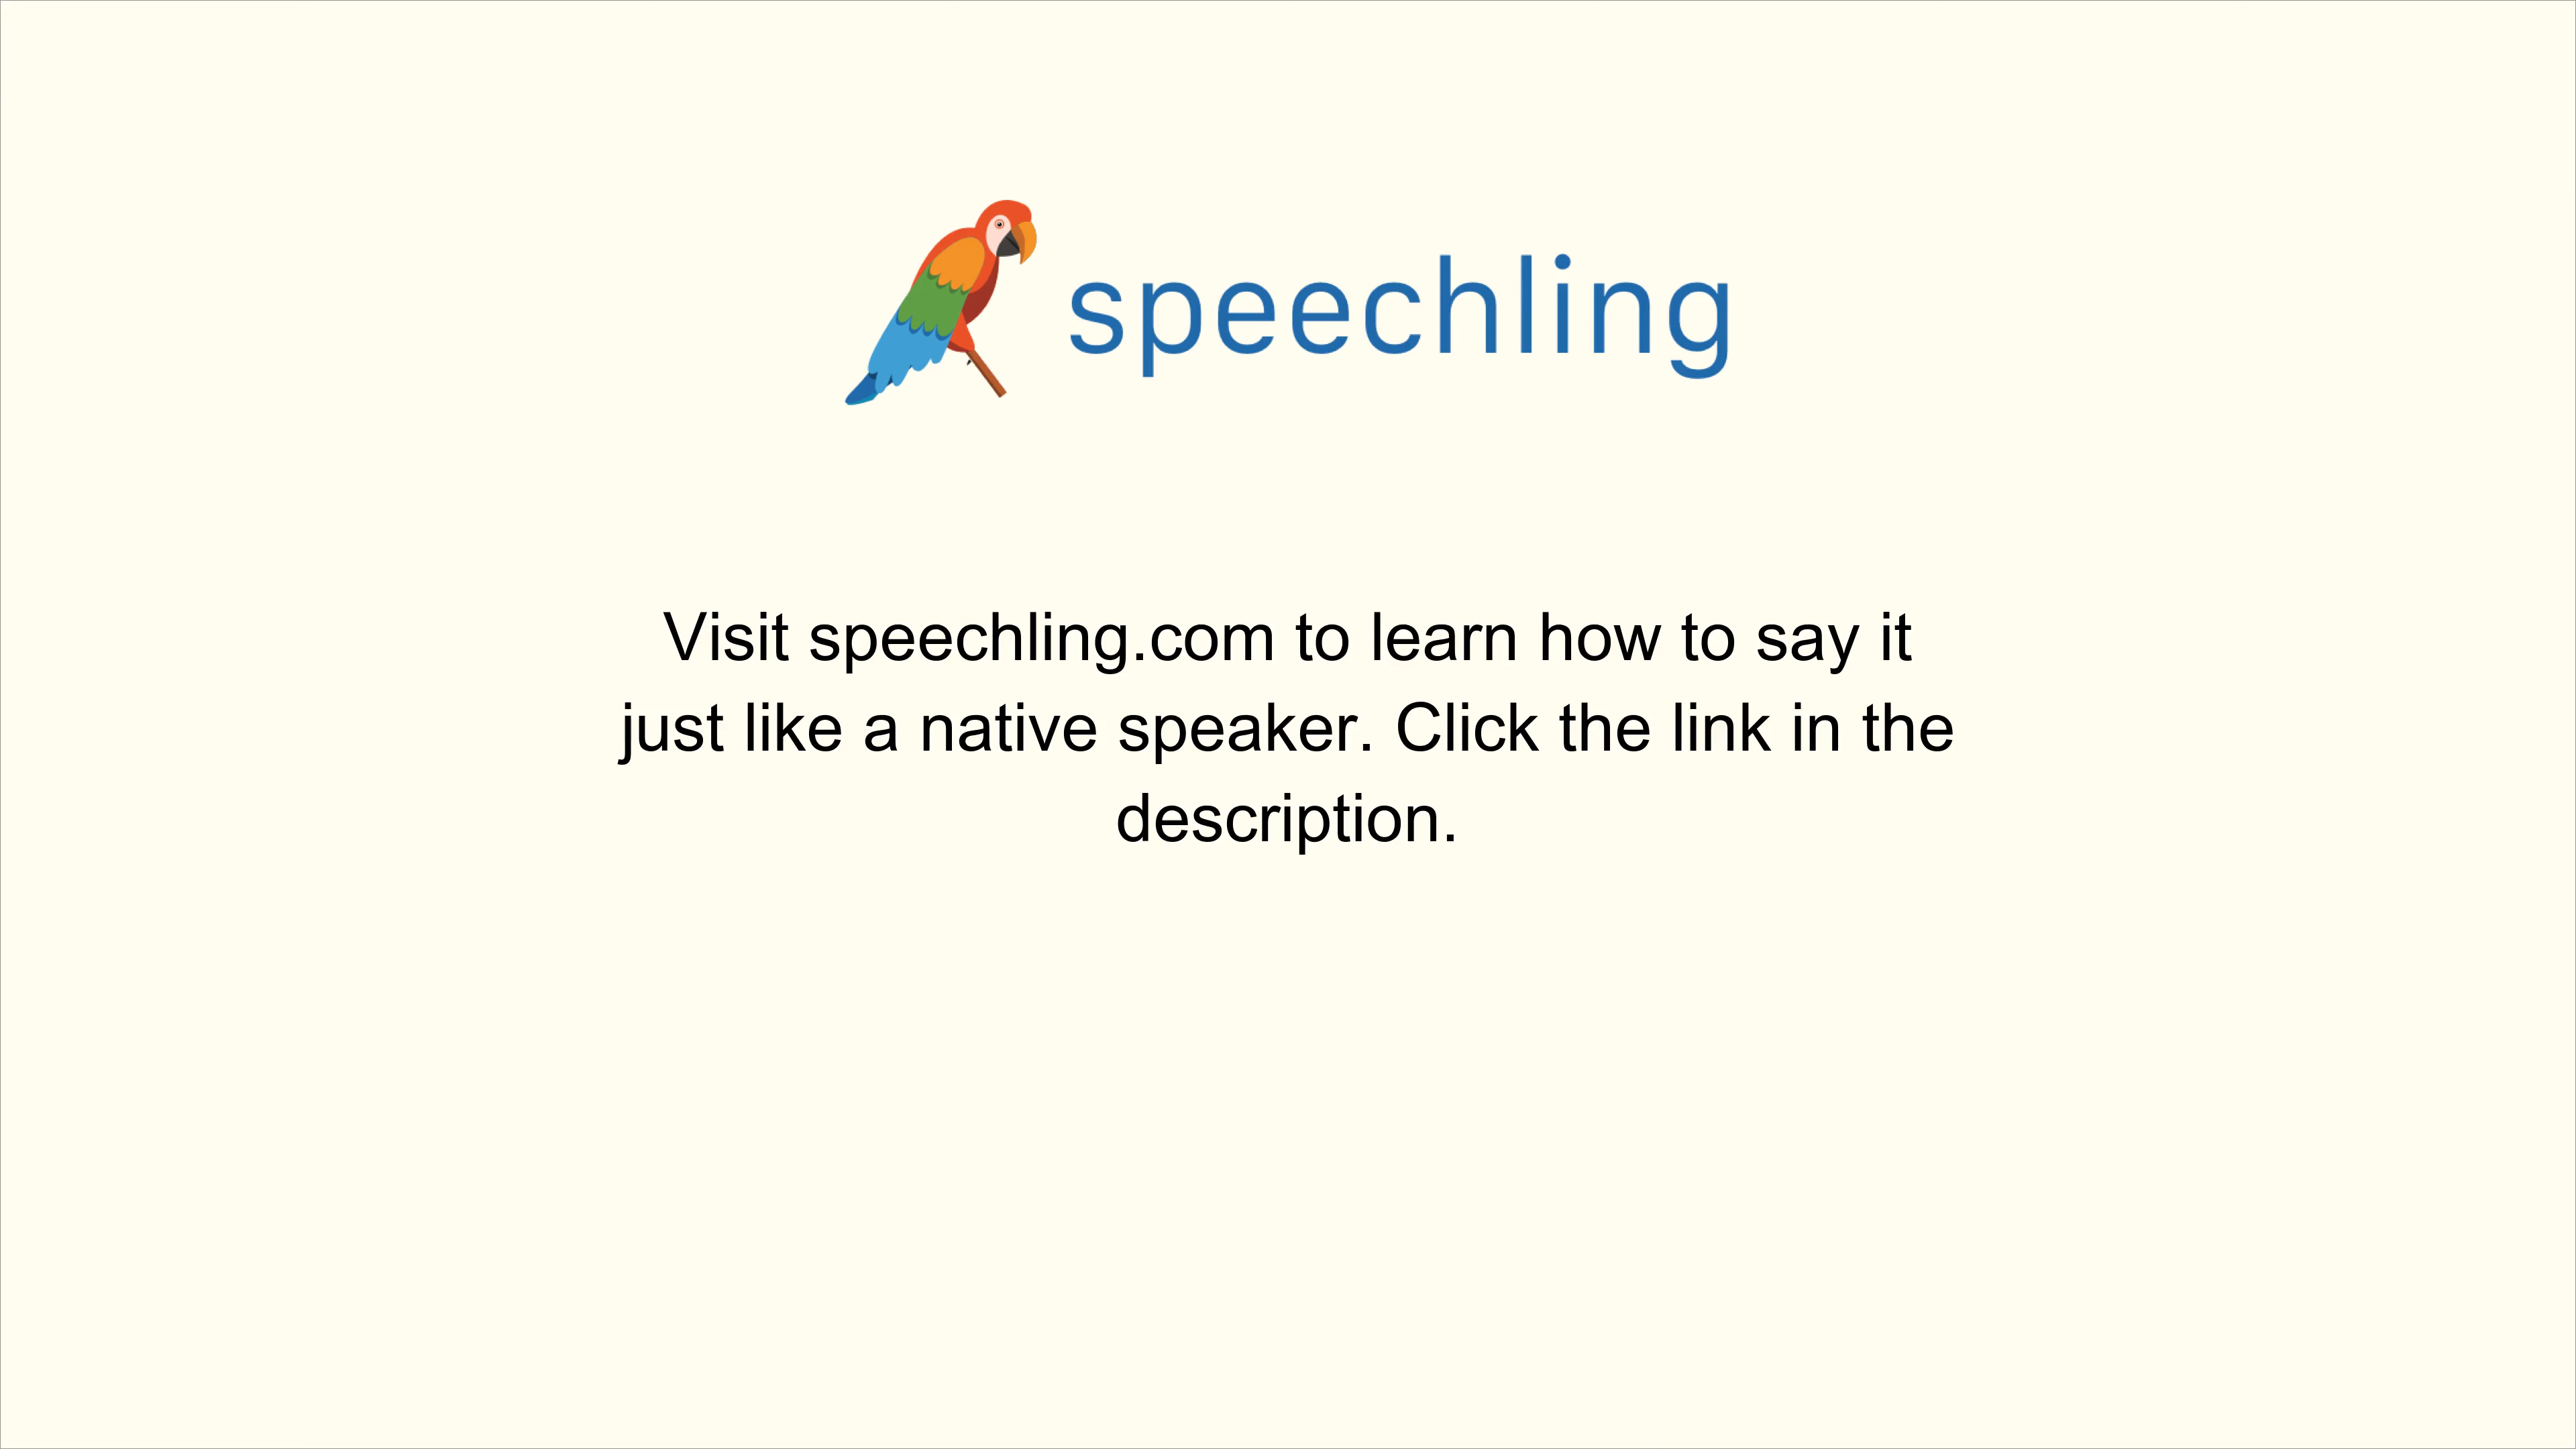 speechling
Visit speechling.com to learn how to say it
just like a native speaker. Click the link in the
description.